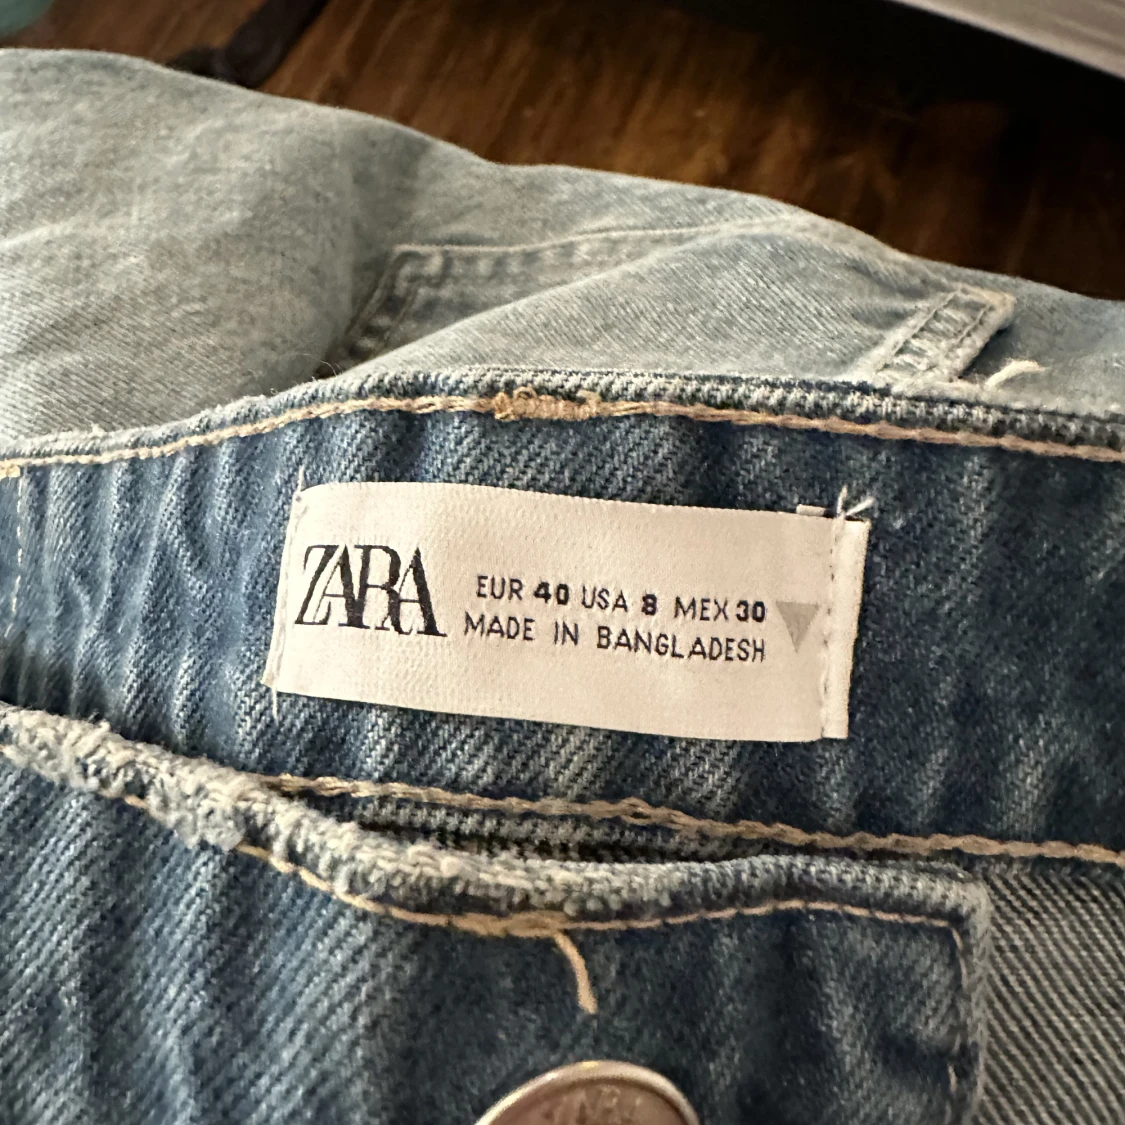 ZARA
EUR 40 USA 8 MEX 30
MADE IN BANGLADESH